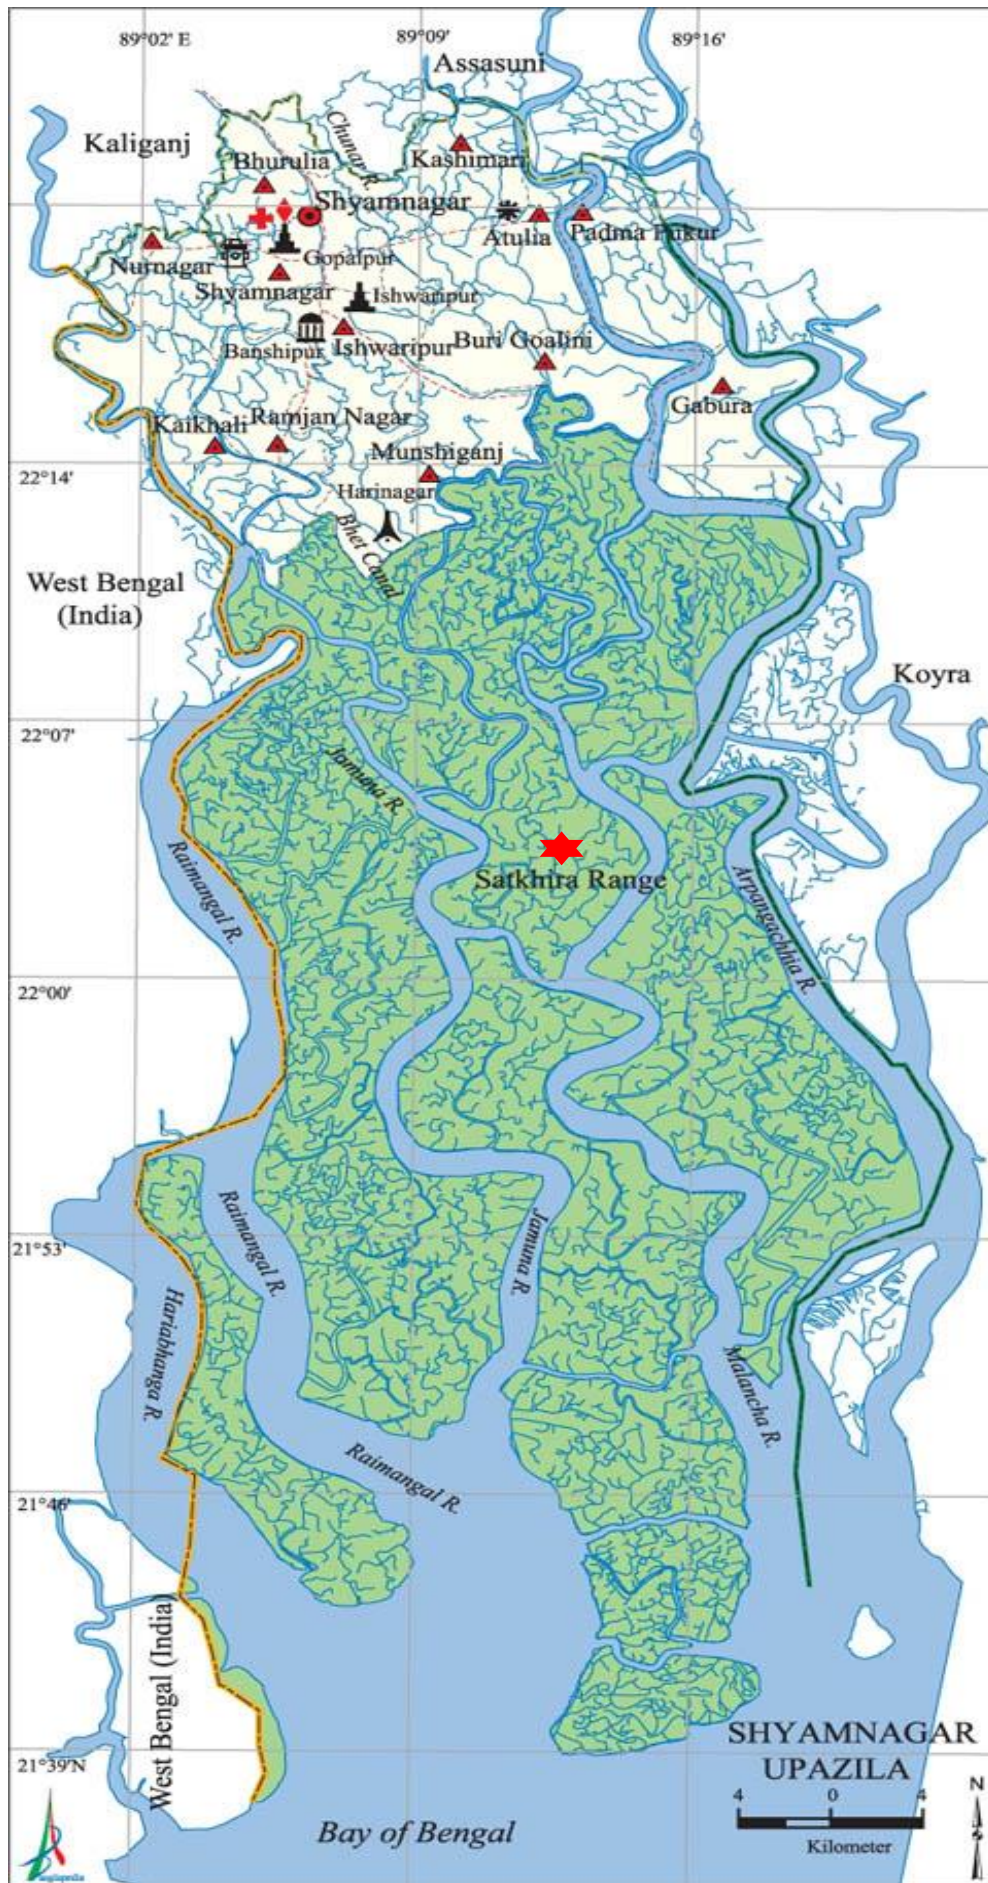 89°02' E
89°09'
89°16'
Assasuni
Kaliganj
Chunar R.
Kashimari
Bhurulia
Shyamnagar
Atulia
Padma Pukur
Nurnagar
Gopalpur
Shyamnagar
Ishwaripur
Banshipur
Ishwaripur
Buri Goalini
Gabura
Kaikhali
Ramjan Nagar
Munshiganj
22°14'
Harinagar
Bhet Canal
West Bengal
(India)
Koyra
22°07'
Jamuna R.
Raimangal R.
Satkhira Range
Arpangachhia R.
22°00'
Raimangal R.
Jamuna R.
21°53'
Hariabhanga R.
Malancha R.
Raimangal R.
21°46'
West Bengal (India)
SHYAMNAGAR
UPAZILA
21°39'N
4 0 4
Kilometer
N
Bay of Bengal